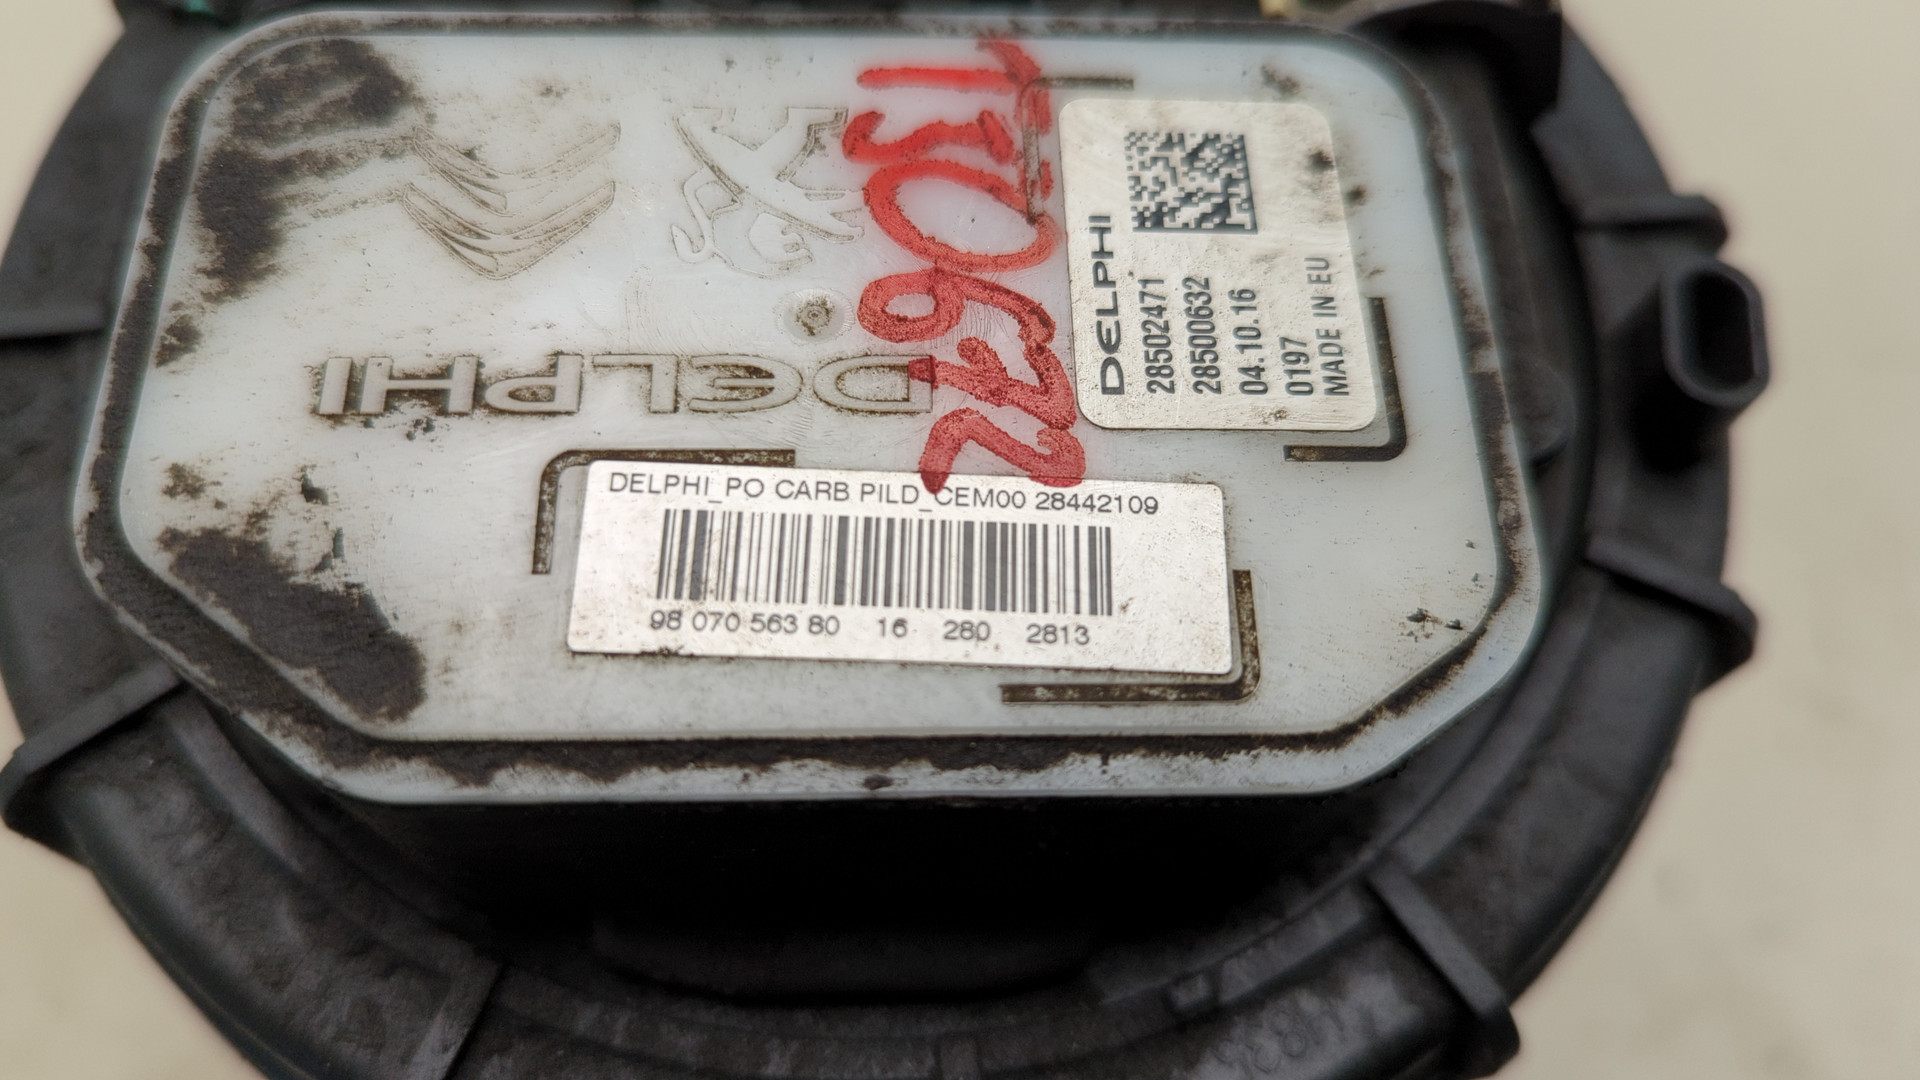 T30672
DELPHI
28502471
28500632
04.10.16
0197
MADE IN EU
DELPHI
DELPHI_PO CARB PILD_CEM00 28442109
98 070 563 80 16 280 2813